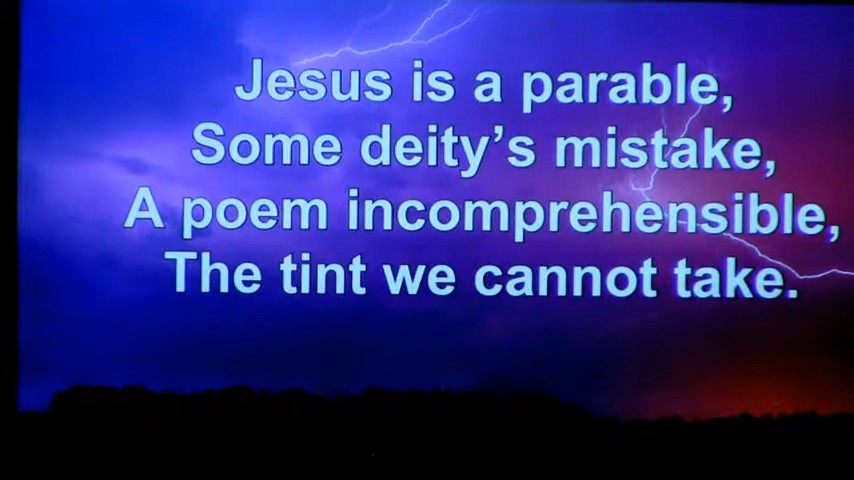 Jesus is a parable,
Some deity’s mistake,
A poem incomprehensible,
The tint we cannot take.